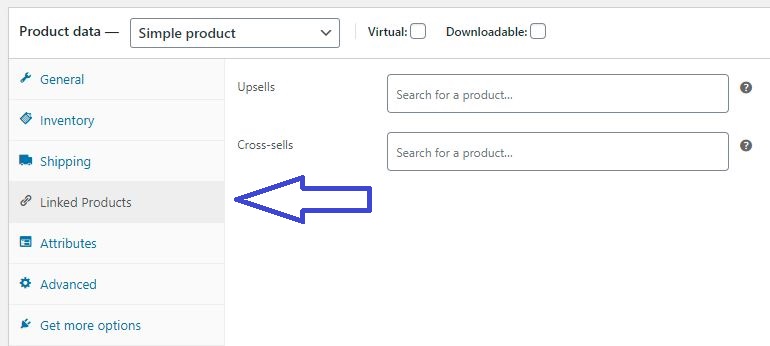 Product data — Simple product Virtual: Downloadable:
General
Inventory
Shipping
Linked Products
Attributes
Advanced
Get more options
Upsells Search for a product...
Cross-sells Search for a product...